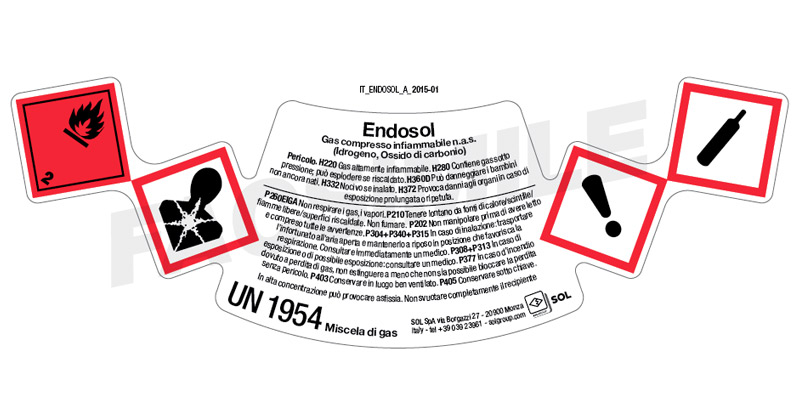 IT_ENDOSOL_A_2015-01
Endosol
Gas compresso infiammabile n.a.s.
(Idrogeno, Ossido di carbonio)
Pericolo. H220 Gas altamente infiammabile. H280 Contiene gas sotto
pressione; può esplodere se riscaldato. H360D Può danneggiare i bambini
non ancora nati. H332 Nocivo se inalato. H372 Provoca danni agli organi in caso di
esposizione prolungata o ripetuta.
P260EIGA Non respirare i gas, i vapori. P210 Tenere lontano da fonti di calore/scintille/
fiamme libere/superfici riscaldate. Non fumare. P202 Non manipolare prima di avere letto
e compreso tutte le avvertenze. P304+P340+P315 In caso di inalazione: trasportare
l'infortunato all'aria aperta e mantenerlo a riposo in posizione che favorisca la
respirazione. Consultare immediatamente un medico. P308+P313 In caso di
esposizione o di possibile esposizione: consultare un medico. P377 In caso d'incendio
dovuto a perdita di gas, non estinguere a meno che non sia possibile bloccare la perdita
senza pericolo. P403 Conservare in luogo ben ventilato. P405 Conservare sotto chiave.
In alta concentrazione può provocare asfissia. Non svuotare completamente il recipiente
UN 1954 Miscela di gas
SOL SpA via Borgazzi 27 - 20900 Monza
Italy - tel +39 039 23961 - solgroup.com
SOL
2